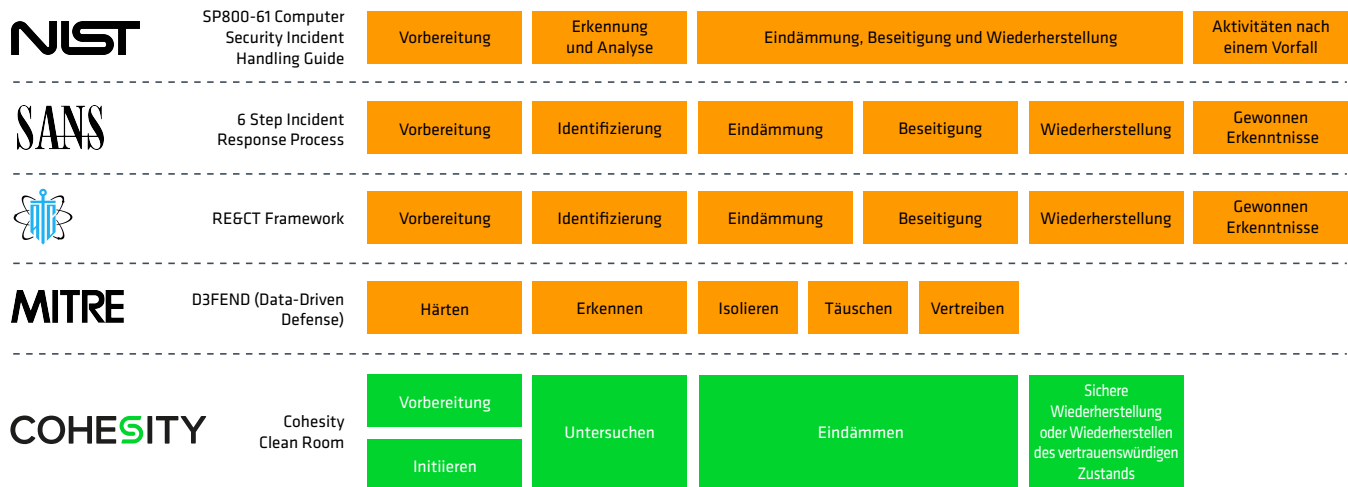 NIST
SP800-61 Computer
Security Incident
Handling Guide
Vorbereitung
Erkennung
und Analyse
Eindämmung, Beseitigung und Wiederherstellung
Aktivitäten nach
einem Vorfall
SANS
6 Step Incident
Response Process
Vorbereitung
Identifizierung
Eindämmung
Beseitigung
Wiederherstellung
Gewonnen
Erkenntnisse
RE&CT Framework
Vorbereitung
Identifizierung
Eindämmung
Beseitigung
Wiederherstellung
Gewonnen
Erkenntnisse
MITRE
D3FEND (Data-Driven
Defense)
Härten
Erkennen
Isolieren
Täuschen
Vertreiben
COHESITY
Cohesity
Clean Room
Vorbereitung
Initiieren
Untersuchen
Eindämmen
Sichere
Wiederherstellung
oder Wiederherstellen
des vertrauenswürdigen
Zustands